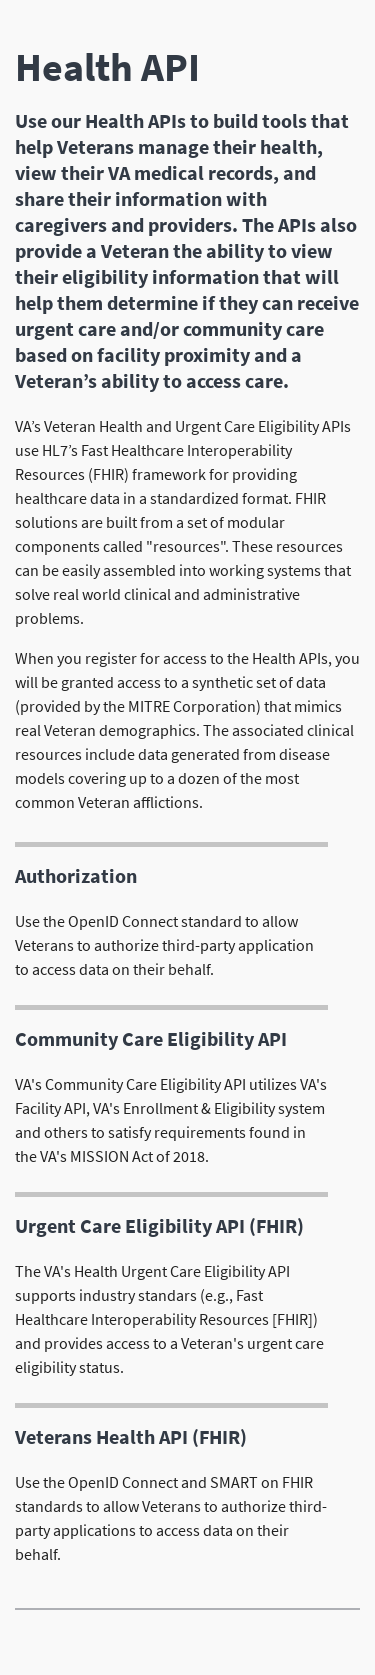 Health API
Use our Health APIs to build tools that
help Veterans manage their health,
view their VA medical records, and
share their information with
caregivers and providers. The APIs also
provide a Veteran the ability to view
their eligibility information that will
help them determine if they can receive
urgent care and/or community care
based on facility proximity and a
Veteran’s ability to access care.
VA’s Veteran Health and Urgent Care Eligibility APIs
use HL7’s Fast Healthcare Interoperability
Resources (FHIR) framework for providing
healthcare data in a standardized format. FHIR
solutions are built from a set of modular
components called "resources". These resources
can be easily assembled into working systems that
solve real world clinical and administrative
problems.
When you register for access to the Health APIs, you
will be granted access to a synthetic set of data
(provided by the MITRE Corporation) that mimics
real Veteran demographics. The associated clinical
resources include data generated from disease
models covering up to a dozen of the most
common Veteran afflictions.
Authorization
Use the OpenID Connect standard to allow
Veterans to authorize third-party application
to access data on their behalf.
Community Care Eligibility API
VA's Community Care Eligibility API utilizes VA's
Facility API, VA's Enrollment & Eligibility system
and others to satisfy requirements found in
the VA's MISSION Act of 2018.
Urgent Care Eligibility API (FHIR)
The VA's Health Urgent Care Eligibility API
supports industry standars (e.g., Fast
Healthcare Interoperability Resources [FHIR])
and provides access to a Veteran's urgent care
eligibility status.
Veterans Health API (FHIR)
Use the OpenID Connect and SMART on FHIR
standards to allow Veterans to authorize third-
party applications to access data on their
behalf.